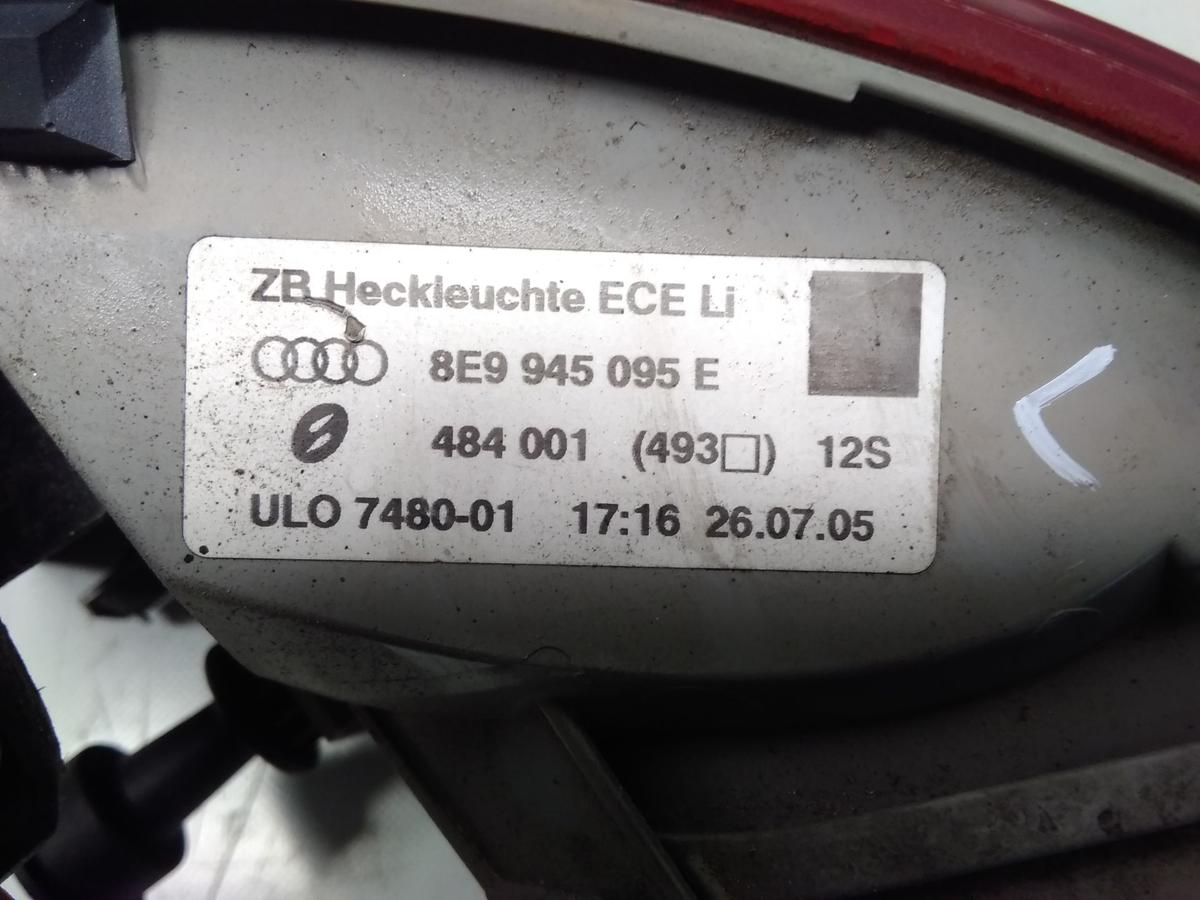 ZB Heckleuchte ECE Li
8E9 945 095 E
484 001 (493□) 12S
ULO 7480-01 17:16 26.07.05